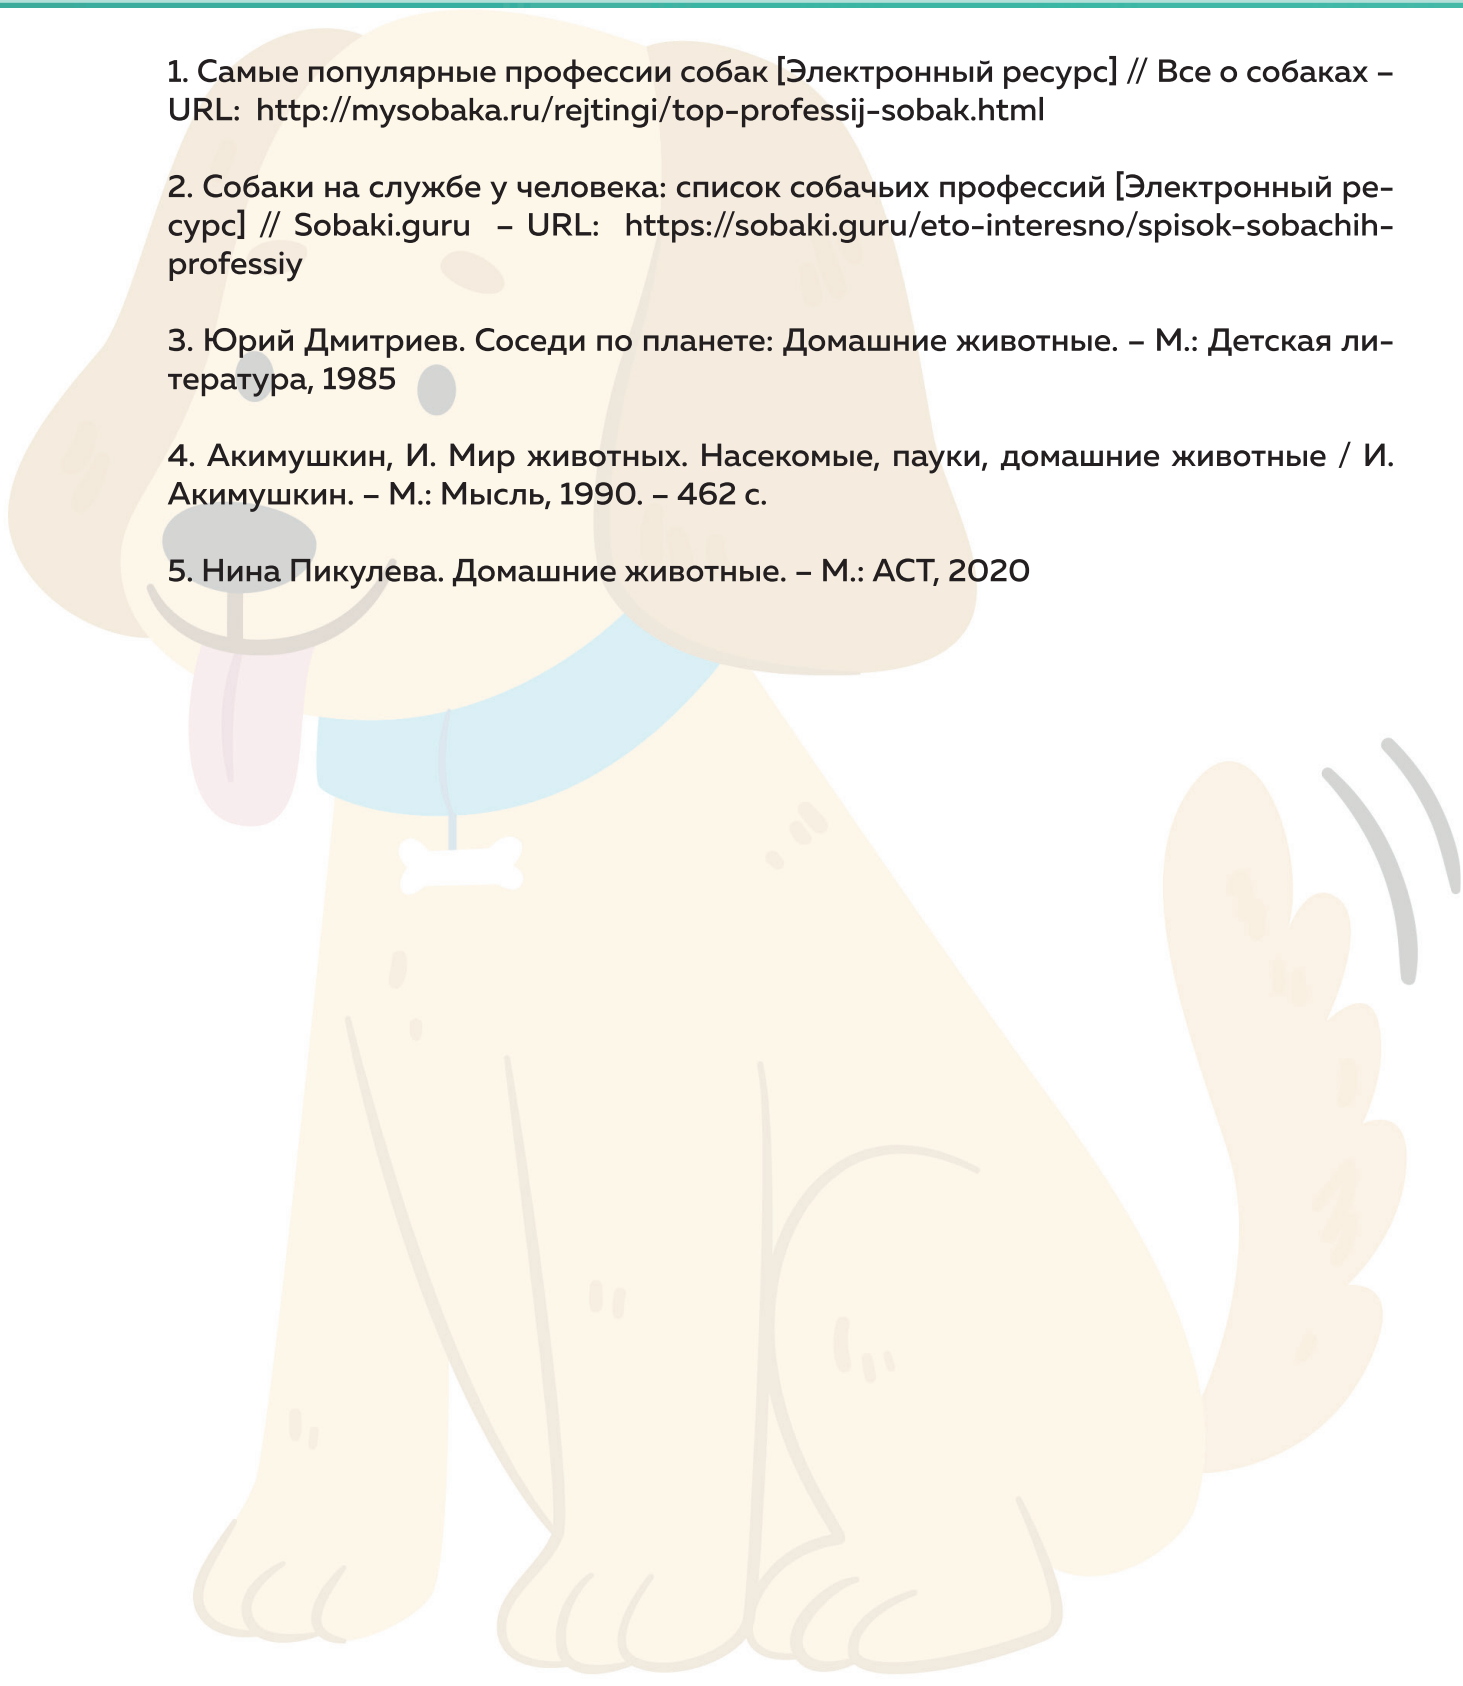 1. Самые популярные профессии собак [Электронный ресурс] // Все о собаках –
URL: http://mysobaka.ru/rejtingi/top-professij-sobak.html
2. Собаки на службе у человека: список собачьих профессий [Электронный ре-
сурс] // Sobaki.guru – URL: https://sobaki.guru/eto-interesno/spisok-sobachih-
professiy
3. Юрий Дмитриев. Соседи по планете: Домашние животные. – М.: Детская ли-
тература, 1985
4. Акимушкин, И. Мир животных. Насекомые, пауки, домашние животные / И.
Акимушкин. – М.: Мысль, 1990. – 462 с.
5. Нина Пикулева. Домашние животные. – М.: АСТ, 2020